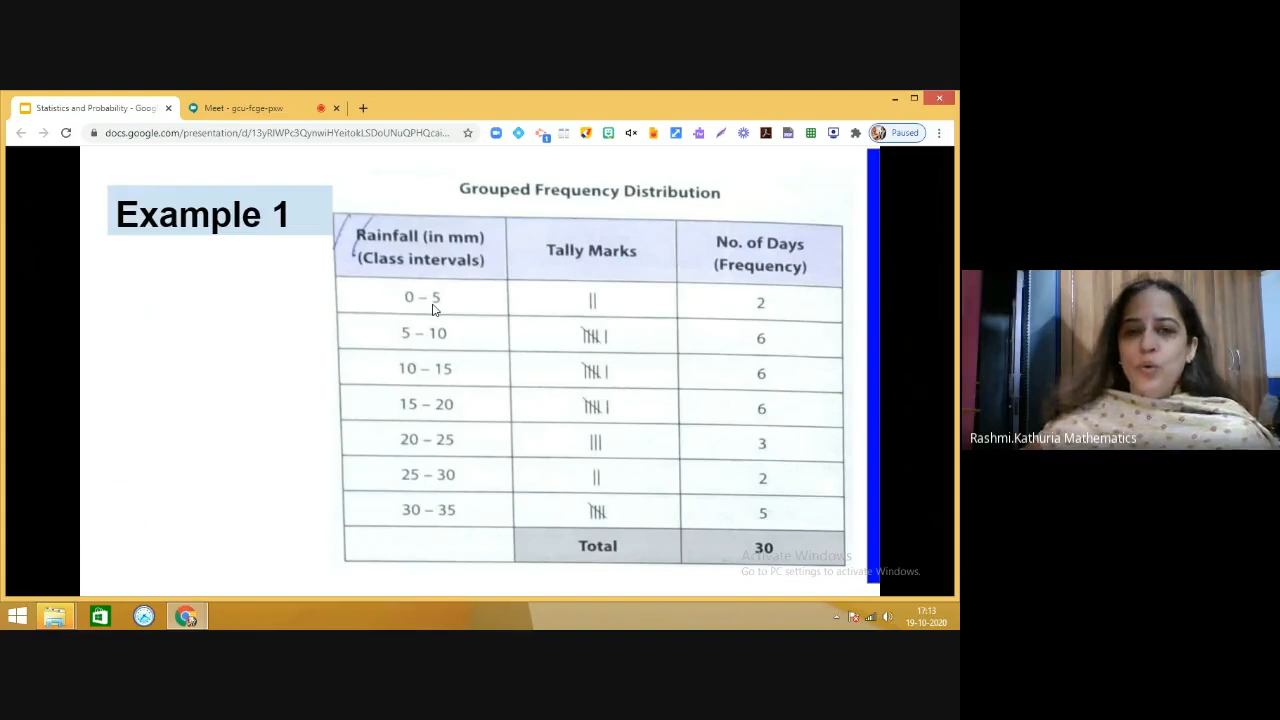 Statistics and Probability - Goog
Meet - gcu-fcge-pxw
docs.google.com/presentation/d/13yRlWPc3QynwiHYeitokLSDoUNuQPHQcai...
Paused
Example 1
Grouped Frequency Distribution
Rainfall (in mm) (Class intervals) Tally Marks No. of Days (Frequency)
0 – 5 || 2
5 – 10 |||| | 6
10 – 15 |||| | 6
15 – 20 |||| | 6
20 – 25 ||| 3
25 – 30 || 2
30 – 35 |||| 5
Total 30
Activate Windows
Go to PC settings to activate Windows.
Rashmi.Kathuria Mathematics
17:13
19-10-2020